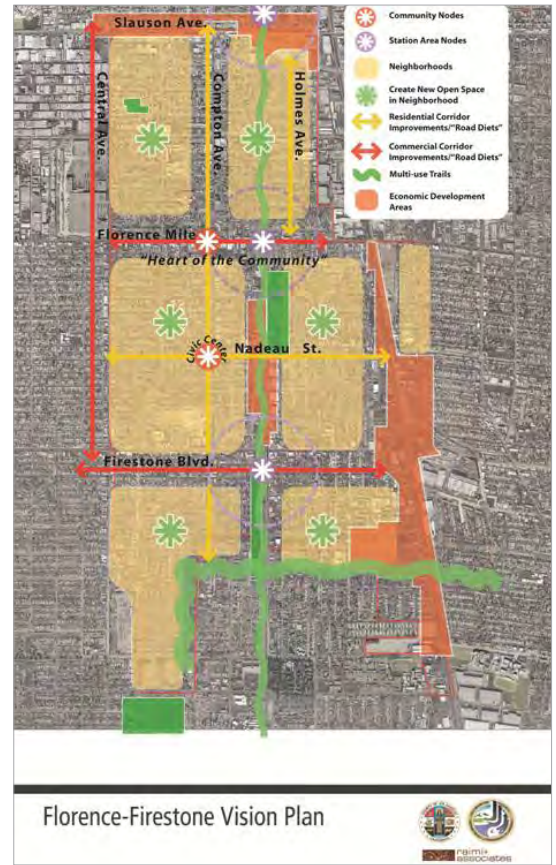 Slauson Ave.
Central Ave.
Compton Ave.
Holmes Ave.
Community Nodes
Station Area Nodes
Neighborhoods
Create New Open Space
in Neighborhood
Residential Corridor
Improvements/"Road Diets"
Commercial Corridor
Improvements/"Road Diets"
Multi-use Trails
Economic Development
Areas
Florence Mile
"Heart of the Community"
Civic Center
Nadeau St.
Firestone Blvd.
Florence-Firestone Vision Plan
raimi+
associates